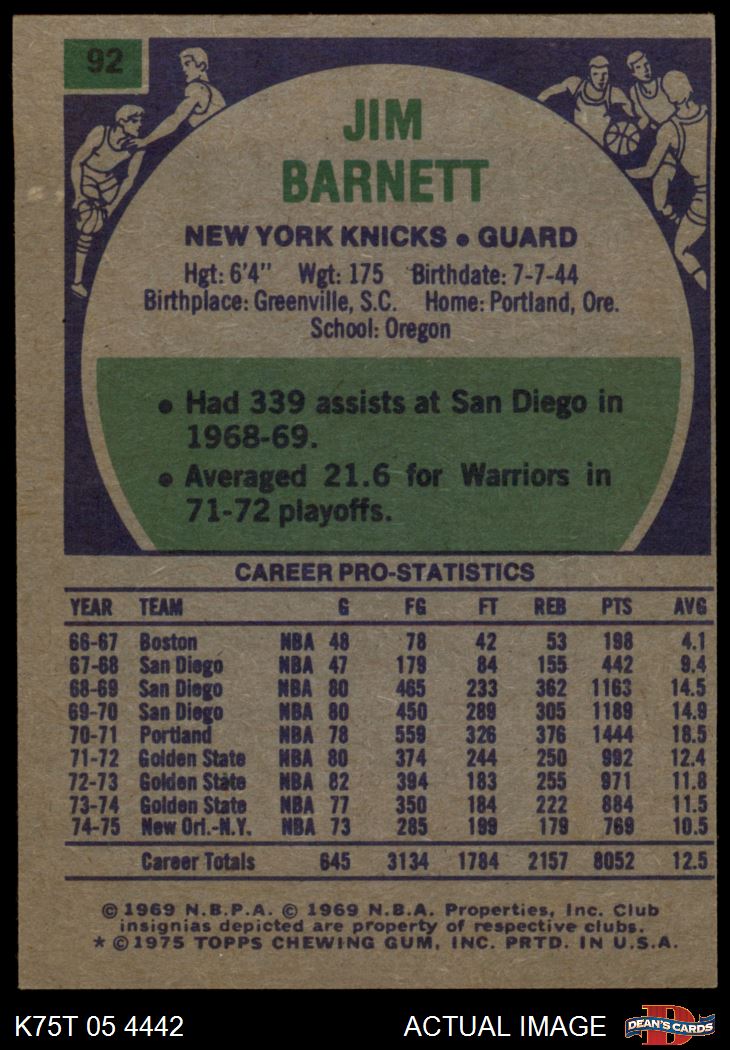 92
JIM
BARNETT
NEW YORK KNICKS • GUARD
Hgt: 6'4" Wgt: 175 Birthdate: 7-7-44
Birthplace: Greenville, S.C. Home: Portland, Ore.
School: Oregon
• Had 339 assists at San Diego in
1968-69.
• Averaged 21.6 for Warriors in
71-72 playoffs.
CAREER PRO-STATISTICS
YEAR TEAM G FG FT REB PTS AVG
66-67 Boston NBA 48 78 42 53 198 4.1
67-68 San Diego NBA 47 179 84 155 442 9.4
68-69 San Diego NBA 80 465 233 362 1163 14.5
69-70 San Diego NBA 80 450 289 305 1189 14.9
70-71 Portland NBA 78 559 326 376 1444 18.5
71-72 Golden State NBA 80 374 244 250 992 12.4
72-73 Golden State NBA 82 394 183 255 971 11.8
73-74 Golden State NBA 77 350 184 222 884 11.5
74-75 New Orl.-N.Y. NBA 73 285 199 179 769 10.5
Career Totals 645 3134 1784 2157 8052 12.5
© 1969 N.B.P.A. © 1969 N.B.A. Properties, Inc. Club
insignias depicted are property of respective clubs.
* © 1975 TOPPS CHEWING GUM, INC. PRTD. IN U.S.A.
K75T 05 4442 ACTUAL IMAGE
D
DEAN'S CARDS